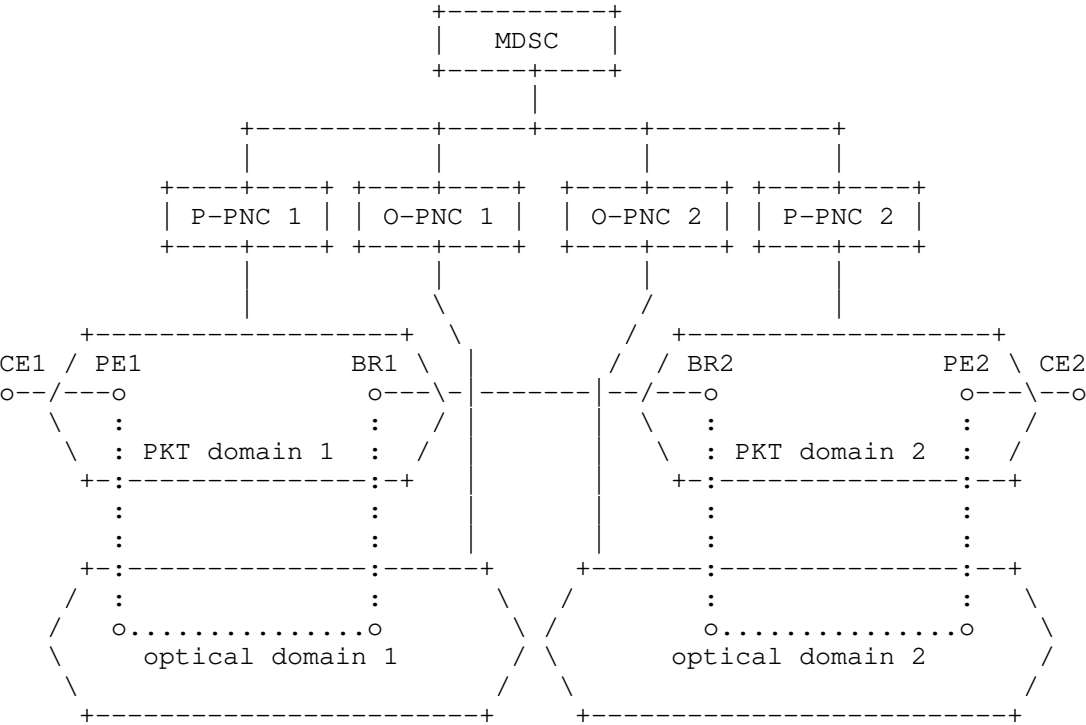 MDSC
P-PNC 1 O-PNC 1 O-PNC 2 P-PNC 2
CE1 PE1 BR1 BR2 PE2 CE2
PKT domain 1 PKT domain 2
optical domain 1 optical domain 2